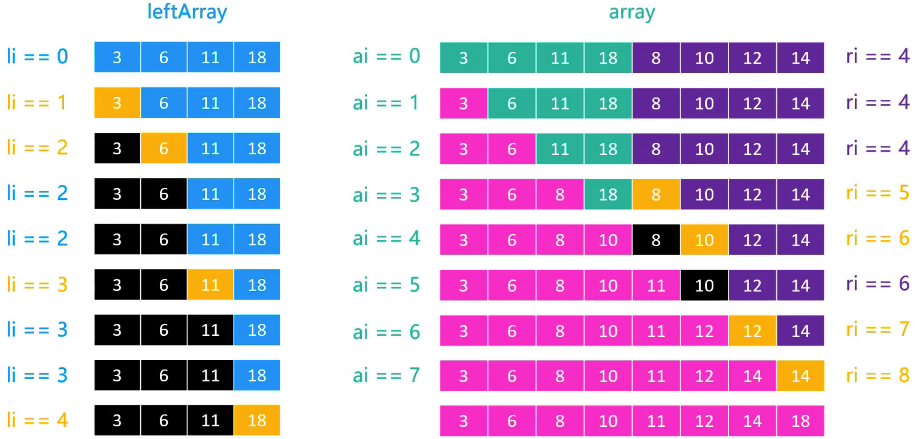 leftArray array
li == 0 3 6 11 18 ai == 0 3 6 11 18 8 10 12 14 ri == 4
li == 1 3 6 11 18 ai == 1 3 6 11 18 8 10 12 14 ri == 4
li == 2 3 6 11 18 ai == 2 3 6 11 18 8 10 12 14 ri == 4
li == 2 3 6 11 18 ai == 3 3 6 8 18 8 10 12 14 ri == 5
li == 2 3 6 11 18 ai == 4 3 6 8 10 8 10 12 14 ri == 6
li == 3 3 6 11 18 ai == 5 3 6 8 10 11 10 12 14 ri == 6
li == 3 3 6 11 18 ai == 6 3 6 8 10 11 12 12 14 ri == 7
li == 3 3 6 11 18 ai == 7 3 6 8 10 11 12 14 14 ri == 8
li == 4 3 6 11 18 3 6 8 10 11 12 14 18